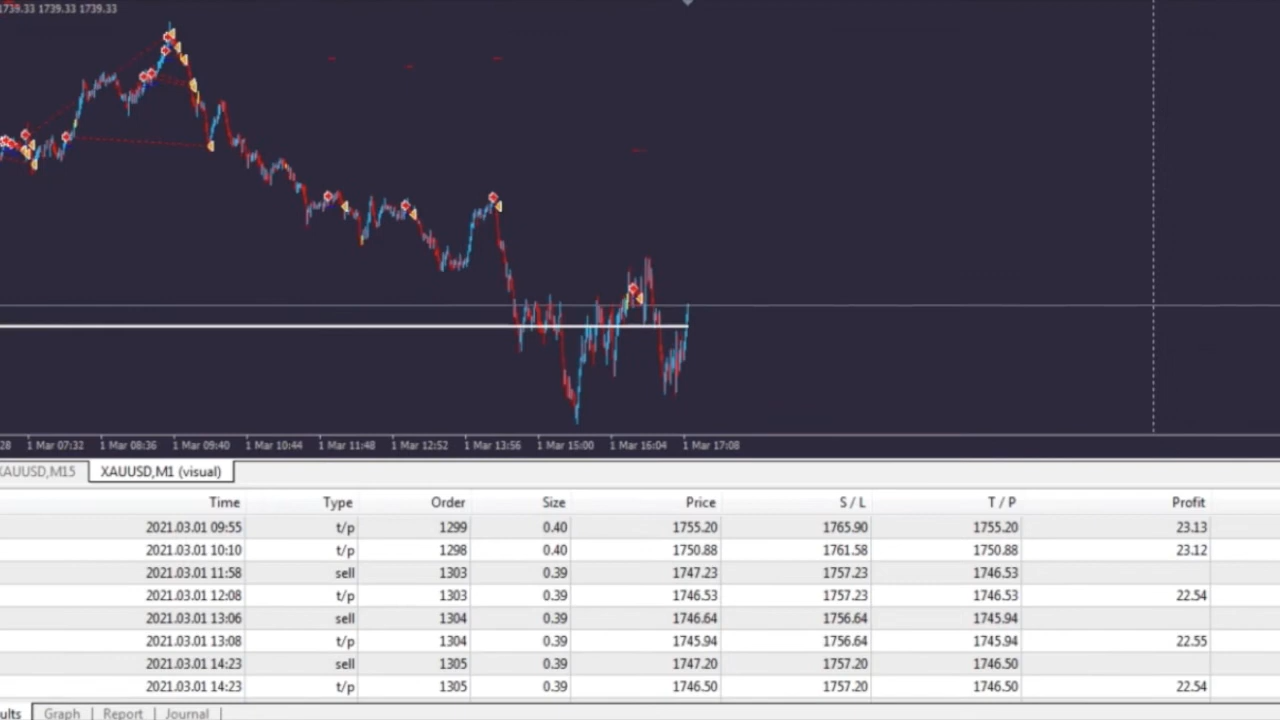 1739.33 1739.33 1739.33
28 1 Mar 07:32 1 Mar 08:36 1 Mar 09:40 1 Mar 10:44 1 Mar 11:48 1 Mar 12:52 1 Mar 13:56 1 Mar 15:00 1 Mar 16:04 1 Mar 17:08
XAUUSD,M15 XAUUSD,M1 (visual)
Time Type Order Size Price S / L T / P Profit
2021.03.01 09:55 t/p 1299 0.40 1755.20 1765.90 1755.20 23.13
2021.03.01 10:10 t/p 1298 0.40 1750.88 1761.58 1750.88 23.12
2021.03.01 11:58 sell 1303 0.39 1747.23 1757.23 1746.53
2021.03.01 12:08 t/p 1303 0.39 1746.53 1757.23 1746.53 22.54
2021.03.01 13:06 sell 1304 0.39 1746.64 1756.64 1745.94
2021.03.01 13:08 t/p 1304 0.39 1745.94 1756.64 1745.94 22.55
2021.03.01 14:23 sell 1305 0.39 1747.20 1757.20 1746.50
2021.03.01 14:23 t/p 1305 0.39 1746.50 1757.20 1746.50 22.54
ults Graph Report Journal